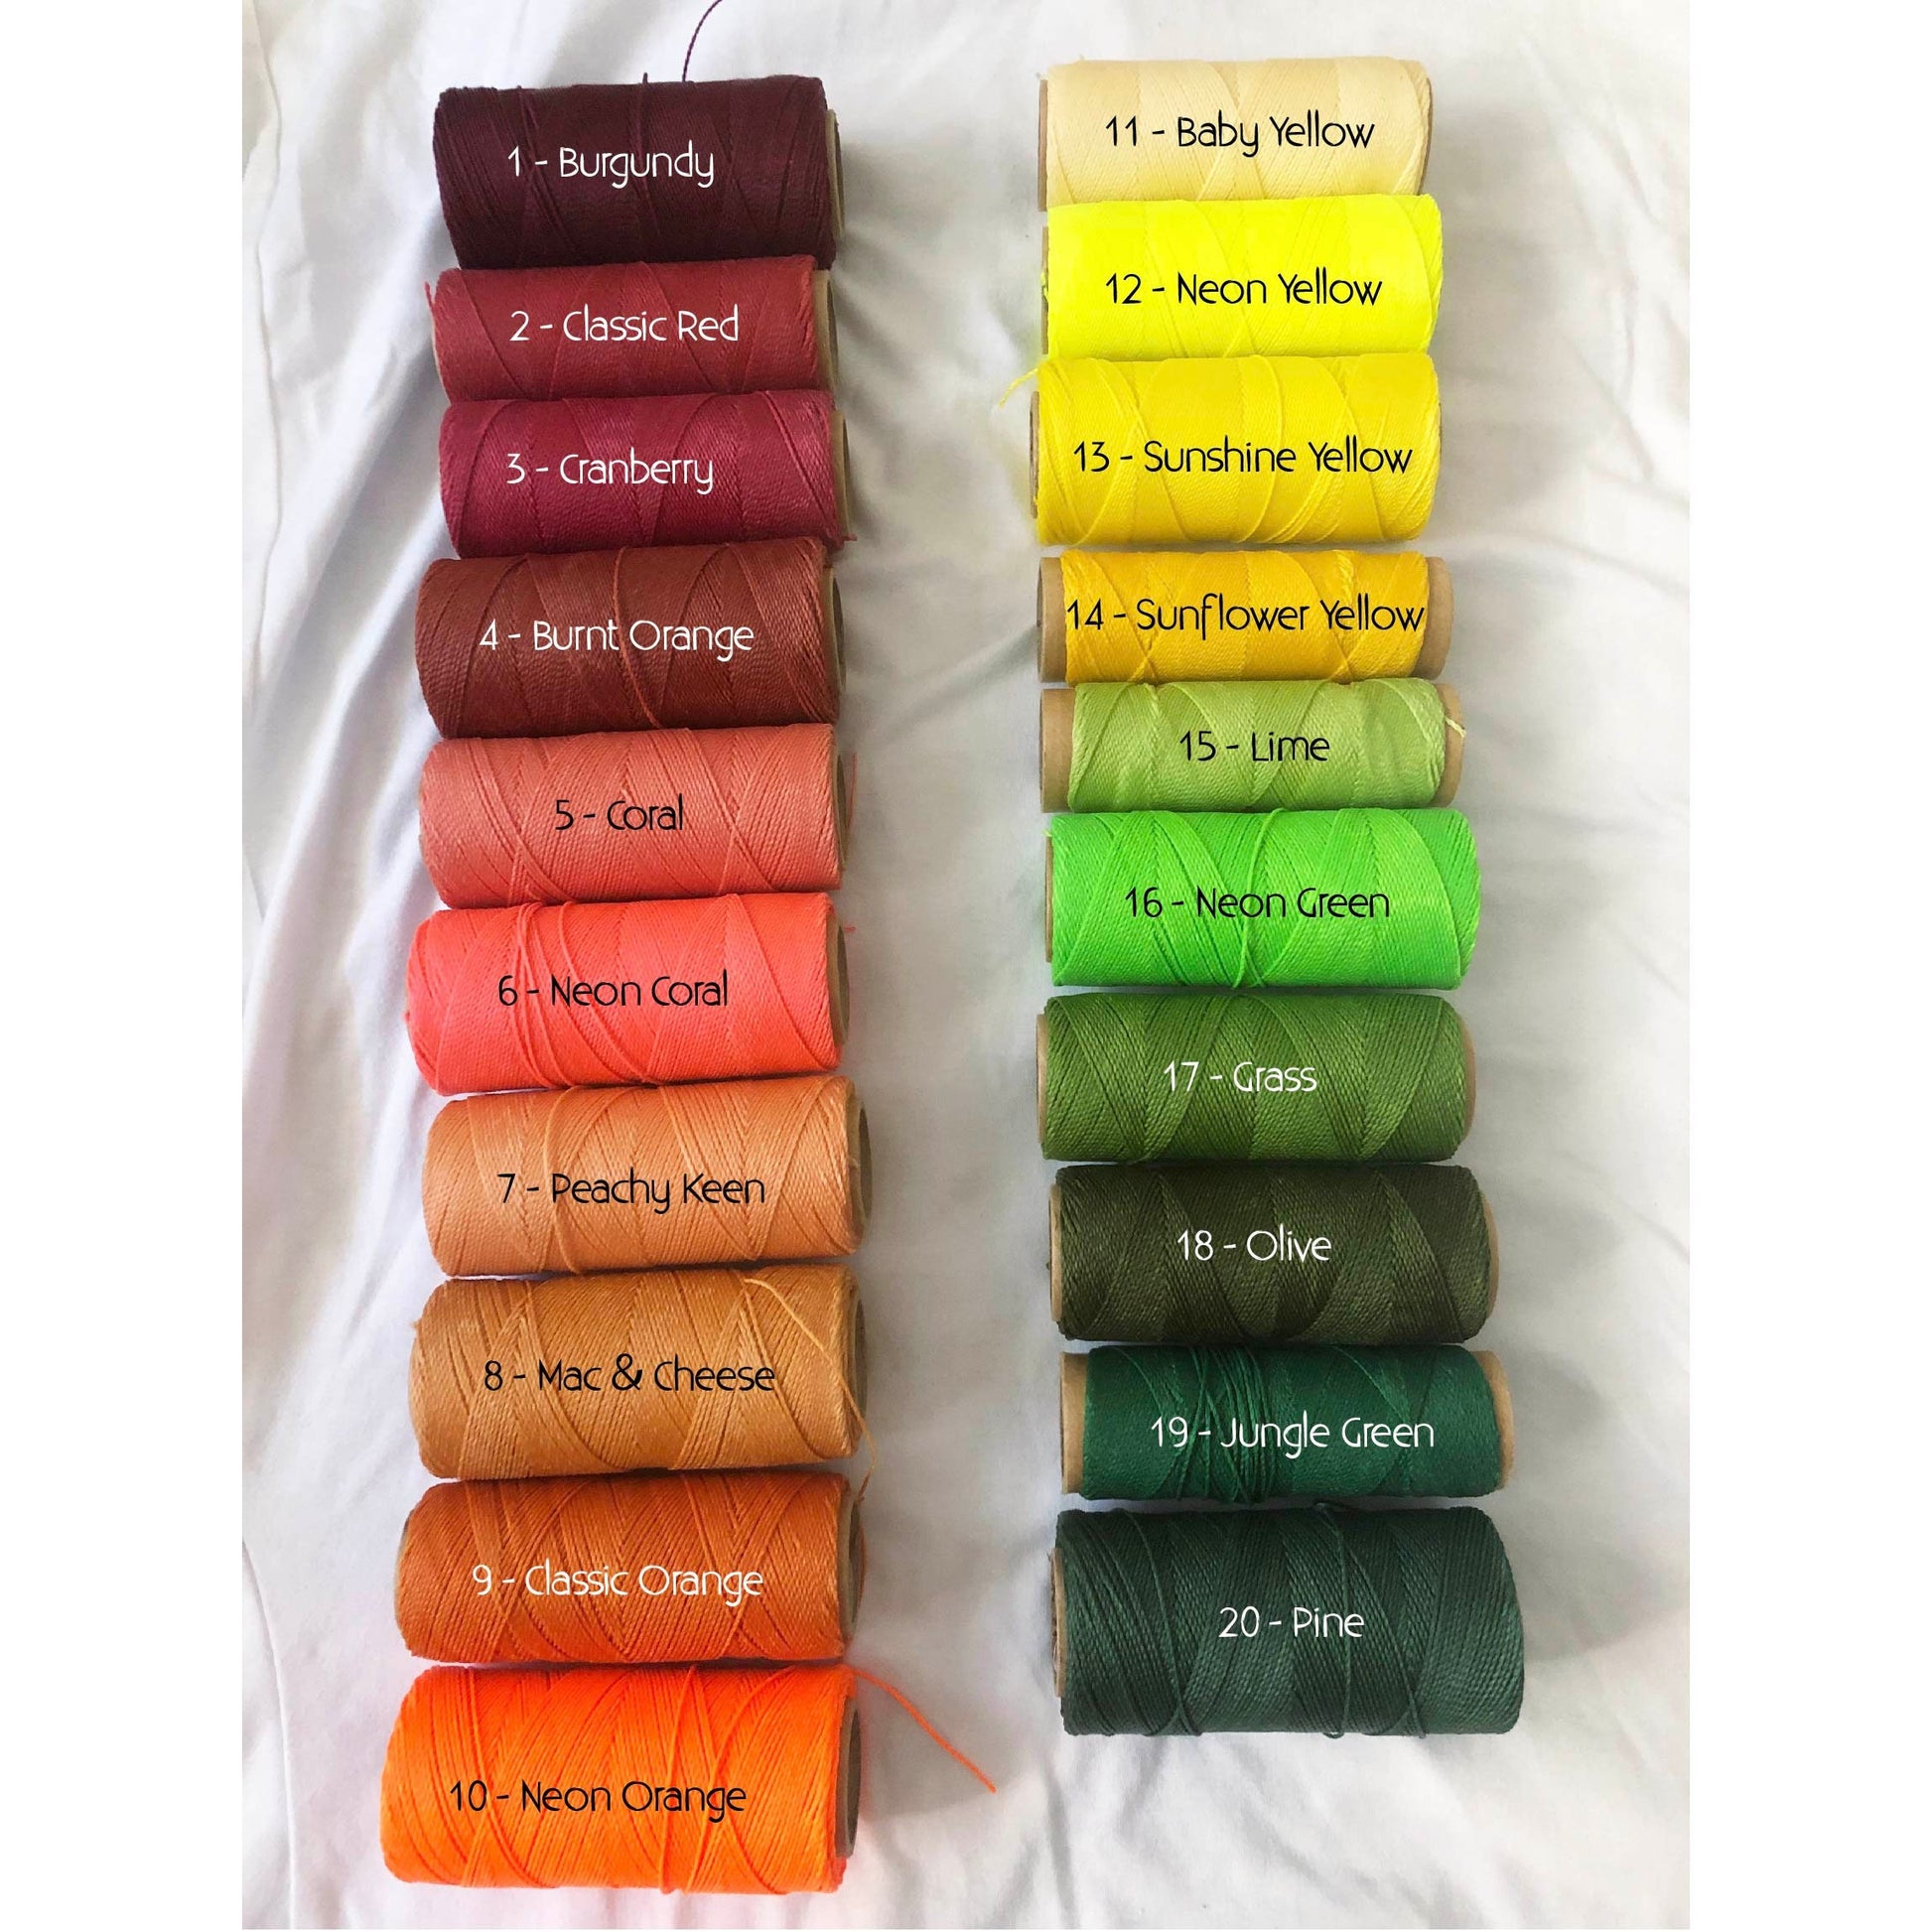 1 - Burgundy
2 - Classic Red
3 - Cranberry
4 - Burnt Orange
5 - Coral
6 - Neon Coral
7 - Peachy Keen
8 - Mac & Cheese
9 - Classic Orange
10 - Neon Orange
11 - Baby Yellow
12 - Neon Yellow
13 - Sunshine Yellow
14 - Sunflower Yellow
15 - Lime
16 - Neon Green
17 - Grass
18 - Olive
19 - Jungle Green
20 - Pine